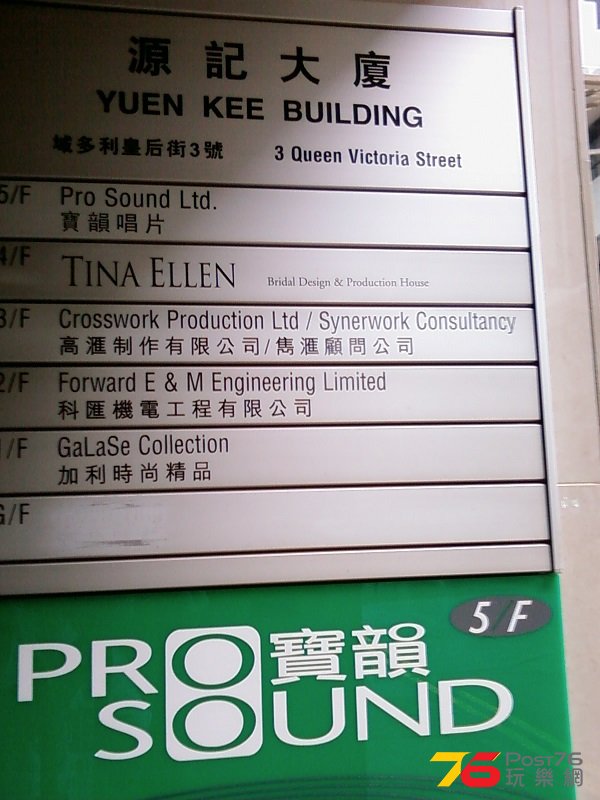 源記大廈
YUEN KEE BUILDING
域多利皇后街3號 3 Queen Victoria Street
5/F Pro Sound Ltd.
寶韻唱片
4/F TINA ELLEN Bridal Design & Production House
3/F Crosswork Production Ltd / Synerwork Consultancy
高滙制作有限公司/雋滙顧問公司
2/F Forward E & M Engineering Limited
科匯機電工程有限公司
1/F GaLaSe Collection
加利時尚精品
G/F
5/F
PRO 寶韻
SOUND
76 POST76
玩樂網